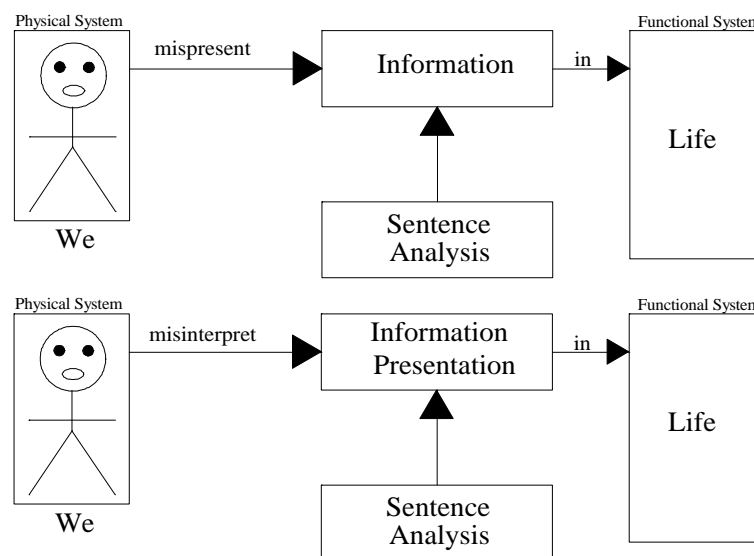 Physical System
Functional System
mispresent
Information
in
Life
Sentence
Analysis
We
Physical System
Functional System
misinterpret
Information
Presentation
in
Life
Sentence
Analysis
We